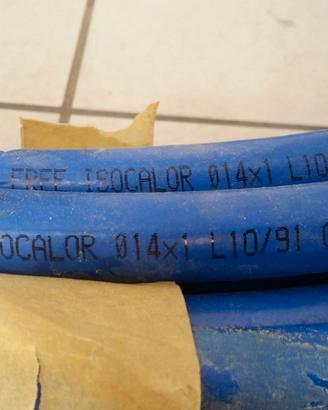 FREE ISOCALOR Ø14x1 L10
OCALOR Ø14x1 L10/91